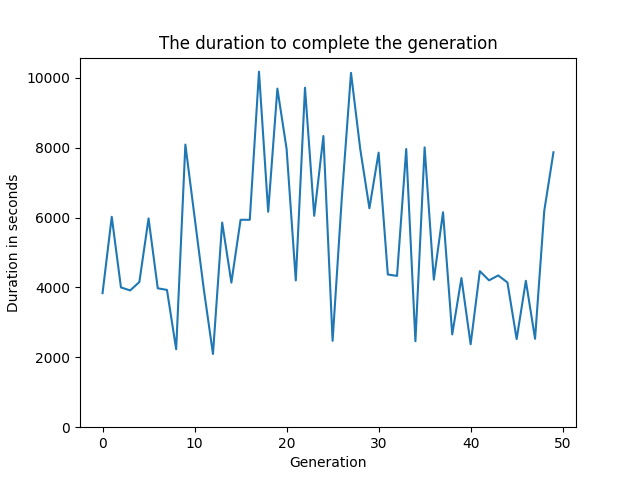 The duration to complete the generation
10000
8000
6000
4000
2000
0
Duration in seconds
0 10 20 30 40 50
Generation